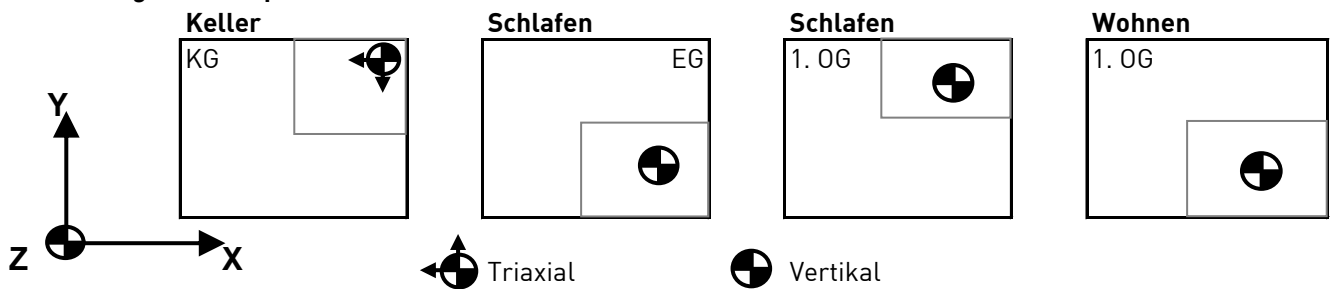 Keller
Schlafen
Schlafen
Wohnen
KG
EG
1. OG
1. OG
Y
Z
X
Triaxial
Vertikal